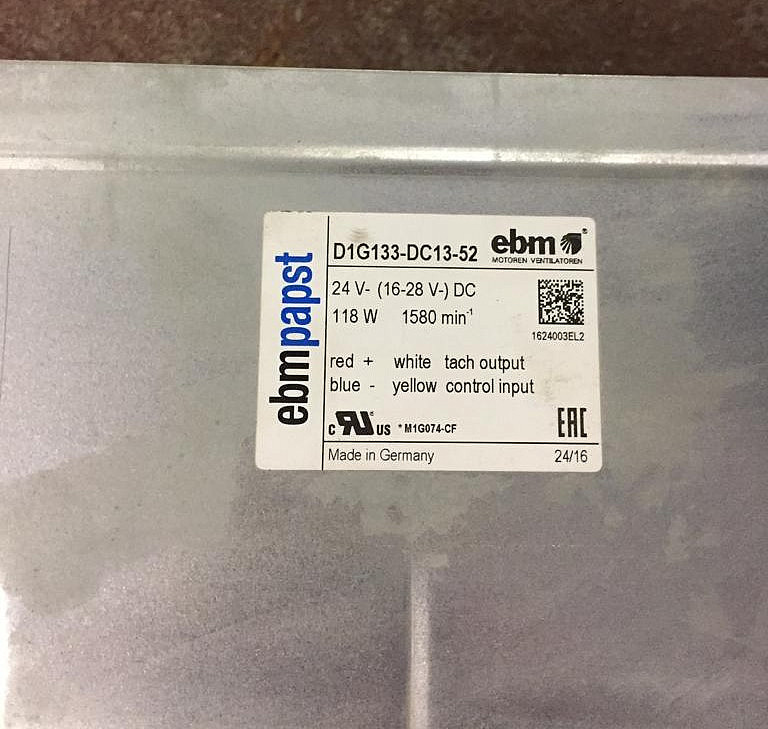 ebmpapst
D1G133-DC13-52
ebm
MOTOREN VENTILATOREN
24 V- (16-28 V-) DC
118 W 1580 min⁻¹
1624003EL2
red + white tach output
blue - yellow control input
c RU US * M1G074-CF
EAC
Made in Germany 24/16